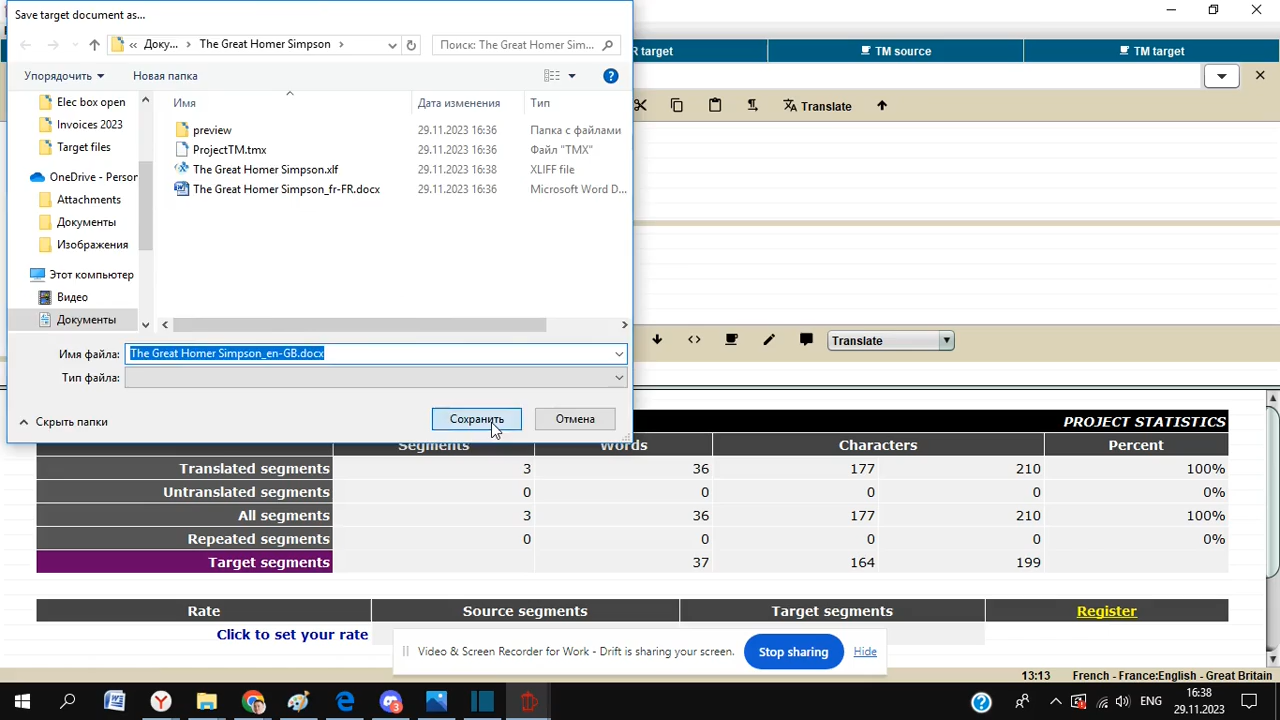 Save target document as...
« Доку... › The Great Homer Simpson ›
Поиск: The Great Homer Sim...
R target
TM source
TM target
Упорядочить
Новая папка
Translate
Elec box open
Invoices 2023
Target files
OneDrive - Person
Attachments
Документы
Изображения
Этот компьютер
Видео
Документы
Имя
Дата изменения
Тип
preview 29.11.2023 16:36 Папка с файлами
ProjectTM.tmx 29.11.2023 16:36 Файл "TMX"
The Great Homer Simpson.xlf 29.11.2023 16:38 XLIFF file
The Great Homer Simpson_fr-FR.docx 29.11.2023 16:36 Microsoft Word D...
Имя файла: The Great Homer Simpson_en-GB.docx
Тип файла:
Скрыть папки
Сохранить
Отмена
Translate
PROJECT STATISTICS
Segments Words Characters Percent
Translated segments 3 36 177 210 100%
Untranslated segments 0 0 0 0 0%
All segments 3 36 177 210 100%
Repeated segments 0 0 0 0 0%
Target segments 37 164 199
Rate Source segments Target segments Register
Click to set your rate
Video & Screen Recorder for Work - Drift is sharing your screen.
Stop sharing
Hide
13:13 French - France:English - Great Britain
ENG
16:38
29.11.2023